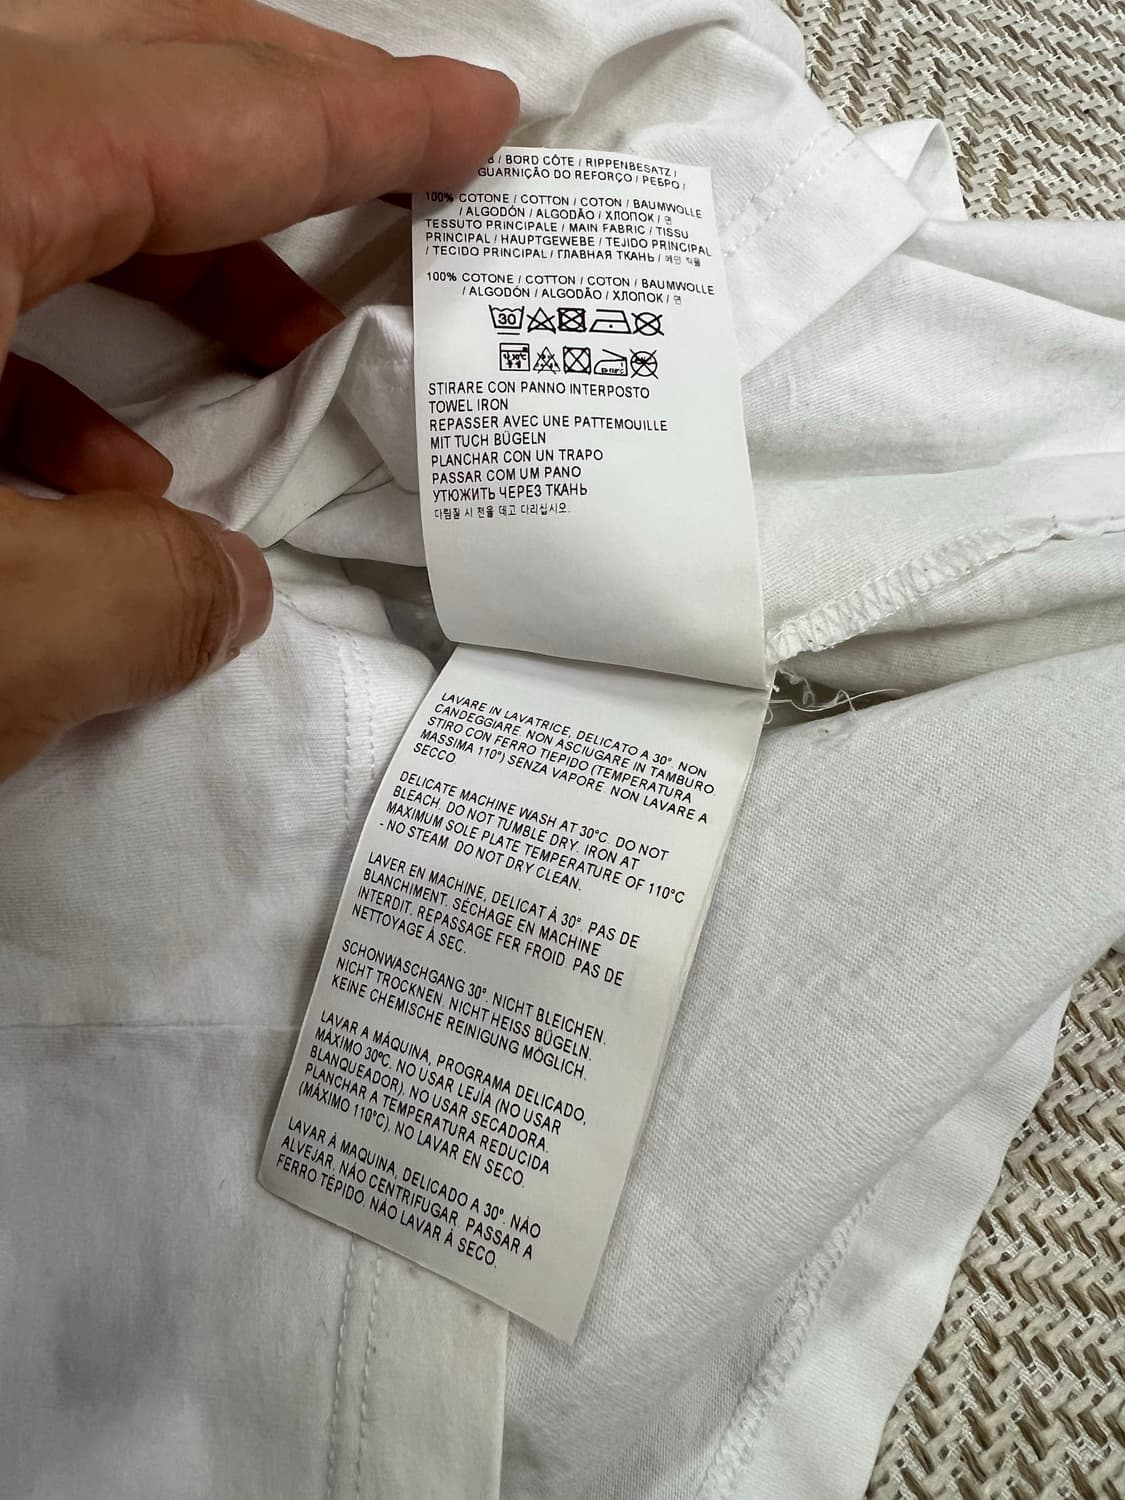 B / BORD CÔTE / RIPPENBESATZ /
GUARNIÇÃO DO REFORÇO / РЕБРО /
100% COTONE / COTTON / COTON / BAUMWOLLE
/ ALGODÓN / ALGODÃO / ХЛОПОК / 면
TESSUTO PRINCIPALE / MAIN FABRIC / TISSU
PRINCIPAL / HAUPTGEWEBE / TEJIDO PRINCIPAL
/ TECIDO PRINCIPAL / ГЛАВНАЯ ТКАНЬ / 메인 직물
100% COTONE / COTTON / COTON / BAUMWOLLE
/ ALGODÓN / ALGODÃO / ХЛОПОК / 면
30
STIRARE CON PANNO INTERPOSTO
TOWEL IRON
REPASSER AVEC UNE PATTEMOUILLE
MIT TUCH BÜGELN
PLANCHAR CON UN TRAPO
PASSAR COM UM PANO
УТЮЖИТЬ ЧЕРЕЗ ТКАНЬ
다림질 시 천을 데고 다리십시오.
LAVARE IN LAVATRICE, DELICATO A 30°. NON
CANDEGGIARE. NON ASCIUGARE IN TAMBURO.
STIRO CON FERRO TIEPIDO (TEMPERATURA
MASSIMA 110°) SENZA VAPORE. NON LAVARE A
SECCO
DELICATE MACHINE WASH AT 30°C. DO NOT
BLEACH. DO NOT TUMBLE DRY. IRON AT
MAXIMUM SOLE PLATE TEMPERATURE OF 110°C
- NO STEAM. DO NOT DRY CLEAN.
LAVER EN MACHINE, DELICAT À 30°. PAS DE
BLANCHIMENT. SÉCHAGE EN MACHINE
INTERDIT. REPASSAGE FER FROID. PAS DE
NETTOYAGE À SEC.
SCHONWASCHGANG 30°. NICHT BLEICHEN.
NICHT TROCKNEN. NICHT HEISS BÜGELN.
KEINE CHEMISCHE REINIGUNG MÖGLICH.
LAVAR A MÁQUINA, PROGRAMA DELICADO,
MÁXIMO 30ºC. NO USAR LEJÍA (NO USAR
BLANQUEADOR). NO USAR SECADORA.
PLANCHAR A TEMPERATURA REDUCIDA
(MÁXIMO 110°C). NO LAVAR EN SECO.
LAVAR À MAQUINA, DELICADO A 30°. NÃO
ALVEJAR. NÃO CENTRIFUGAR. PASSAR A
FERRO TÉPIDO. NÃO LAVAR À SECO.